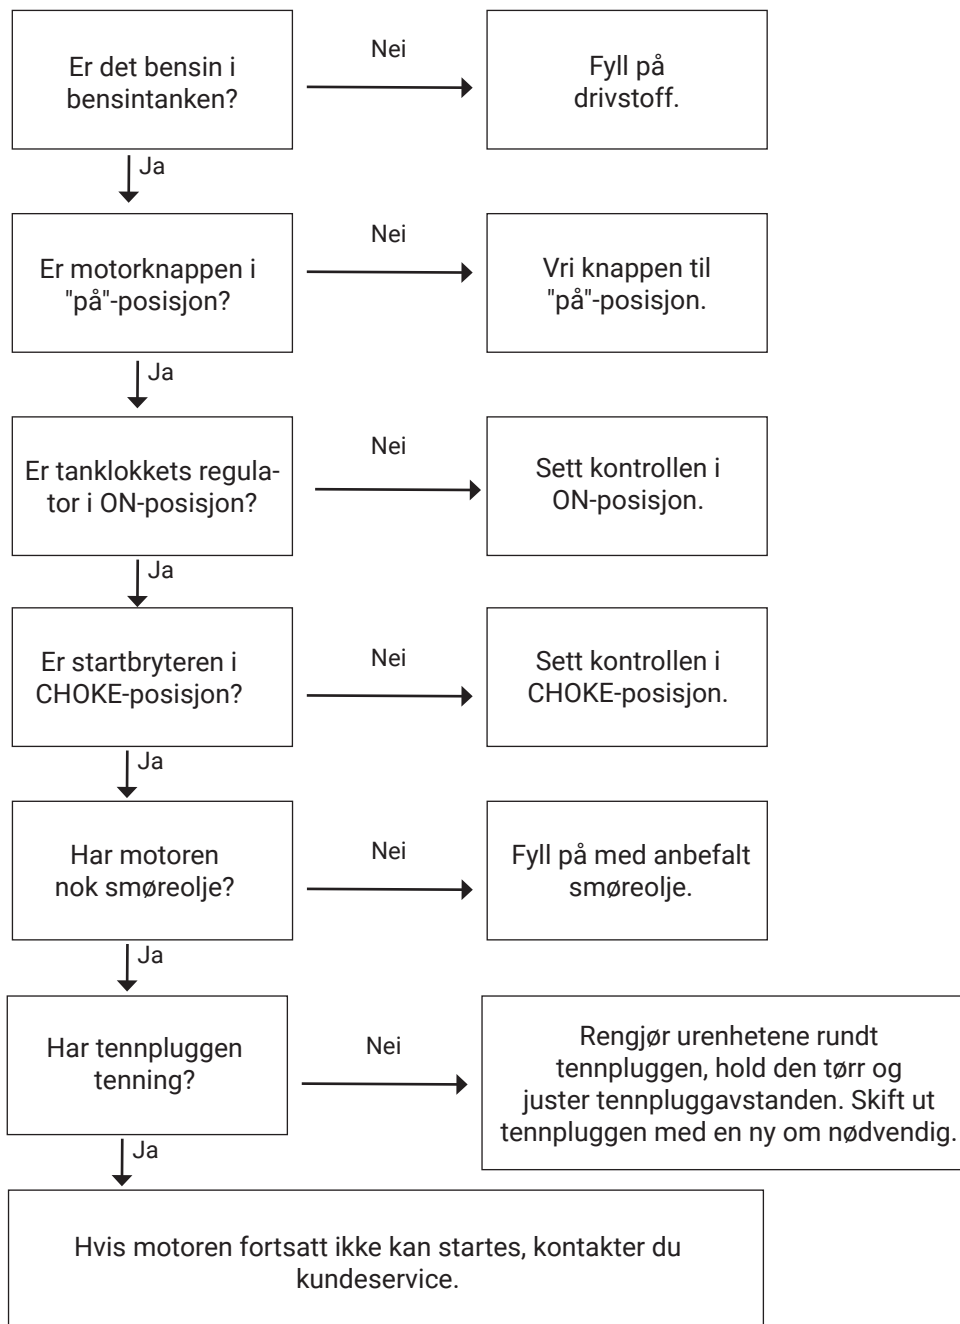 Er det bensin i
bensintanken?
Nei
Fyll på
drivstoff.
Ja
Er motorknappen i
"på"-posisjon?
Nei
Vri knappen til
"på"-posisjon.
Ja
Er tanklokkets regula-
tor i ON-posisjon?
Nei
Sett kontrollen i
ON-posisjon.
Ja
Er startbryteren i
CHOKE-posisjon?
Nei
Sett kontrollen i
CHOKE-posisjon.
Ja
Har motoren
nok smøreolje?
Nei
Fyll på med anbefalt
smøreolje.
Ja
Har tennpluggen
tenning?
Nei
Rengjør urenhetene rundt
tennpluggen, hold den tørr og
juster tennpluggavstanden. Skift ut
tennpluggen med en ny om nødvendig.
Ja
Hvis motoren fortsatt ikke kan startes, kontakter du
kundeservice.